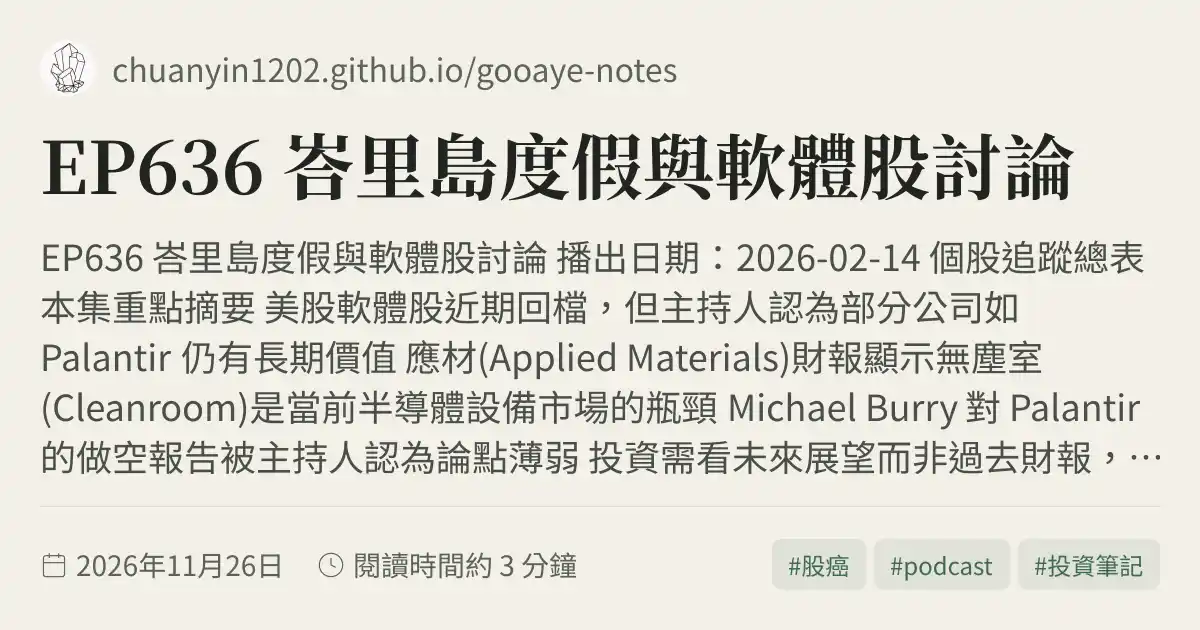 chuanyin1202.github.io/gooaye-notes
EP636 峇里島度假與軟體股討論
EP636 峇里島度假與軟體股討論 播出日期：2026-02-14 個股追蹤總表
本集重點摘要 美股軟體股近期回檔，但主持人認為部分公司如
Palantir 仍有長期價值 應材(Applied Materials)財報顯示無塵室
(Cleanroom)是當前半導體設備市場的瓶頸 Michael Burry 對 Palantir
的做空報告被主持人認為論點薄弱 投資需看未來展望而非過去財報，⋯
2026年11月26日 閱讀時間約 3 分鐘 #股癌 #podcast #投資筆記